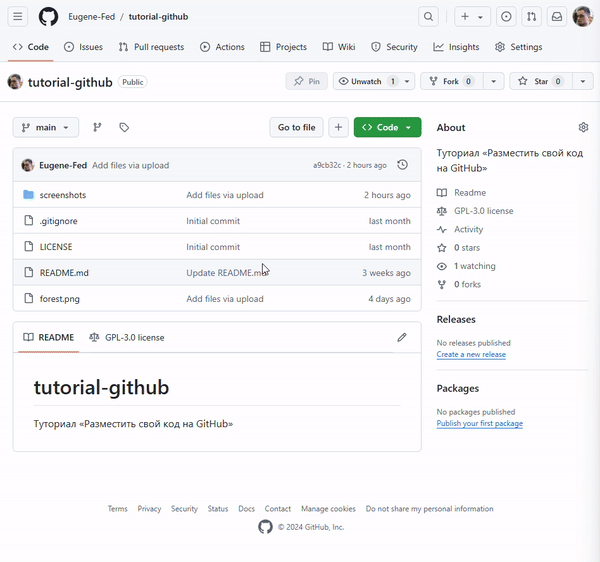 Eugene-Fed / tutorial-github
Code Issues Pull requests Actions Projects Wiki Security Insights Settings
tutorial-github Public Pin Unwatch 1 Fork 0 Star 0
main Go to file Code
Eugene-Fed Add files via upload a9cb32c · 2 hours ago
screenshots Add files via upload 2 hours ago
.gitignore Initial commit last month
LICENSE Initial commit last month
README.md Update README.md 3 weeks ago
forest.png Add files via upload 4 days ago
README GPL-3.0 license
tutorial-github
Туториал «Разместить свой код на GitHub»
About
Туториал «Разместить свой код
на GitHub»
Readme
GPL-3.0 license
Activity
0 stars
1 watching
0 forks
Releases
No releases published
Create a new release
Packages
No packages published
Publish your first package
Terms Privacy Security Status Docs Contact Manage cookies Do not share my personal information
© 2024 GitHub, Inc.